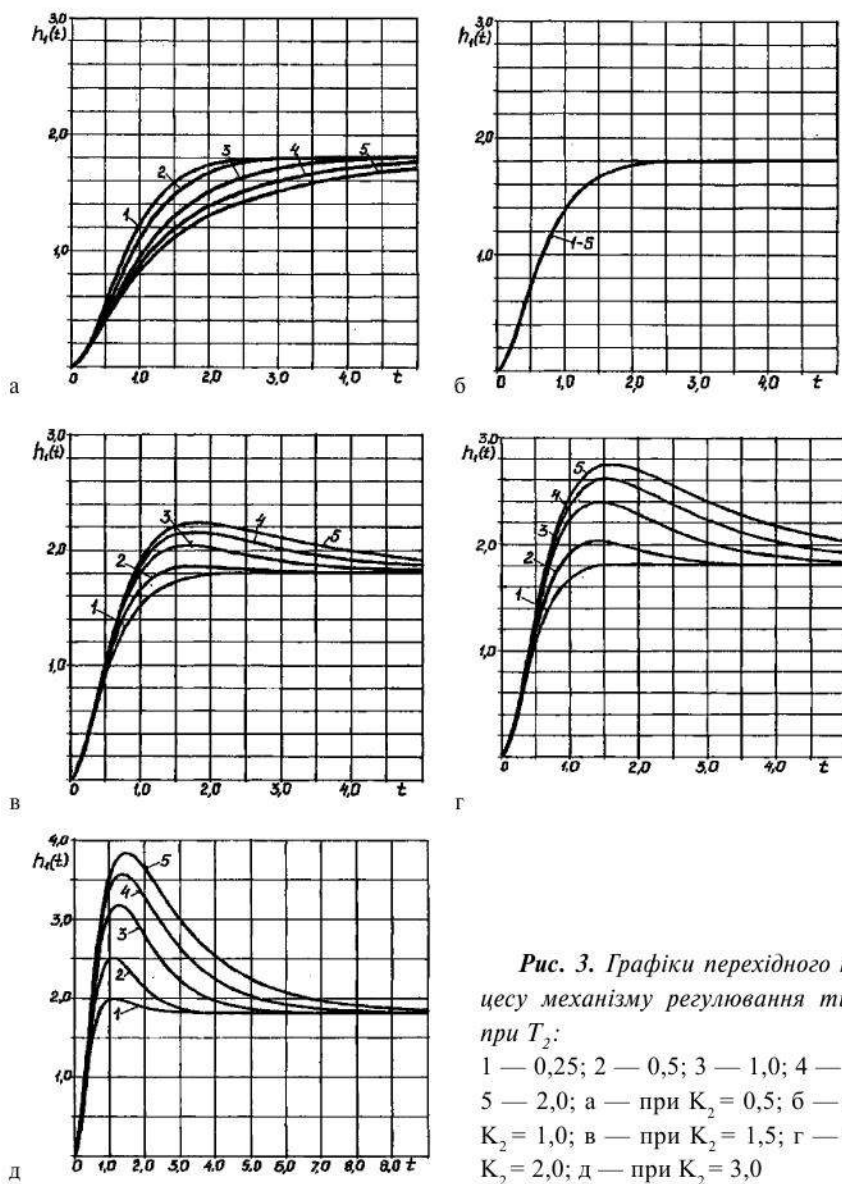 3,0
h₁(t)
2,0
1,0
1 2 3 4 5
0 1,0 2,0 3,0 4,0 t
а
3,0
h₁(t)
2,0
1,0
1-5
0 1,0 2,0 3,0 4,0 t
б
3,0
h₁(t)
2,0
1,0
1 2 3 4 5
0 1,0 2,0 3,0 4,0 t
в
3,0
h₁(t)
2,0
1,0
1 2 3 4 5
0 1,0 2,0 3,0 4,0 t
г
4,0
h₁(t)
3,0
2,0
1,0
1 2 3 4 5
0 1,0 2,0 3,0 4,0 5,0 6,0 7,0 8,0 t
д
Рис. 3. Графіки перехідного
цесу механізму регулювання
при T₂:
1 — 0,25; 2 — 0,5; 3 — 1,0; 4 —
5 — 2,0; а — при K₂ = 0,5; б —
K₂ = 1,0; в — при K₂ = 1,5; г —
K₂ = 2,0; д — при K₂ = 3,0